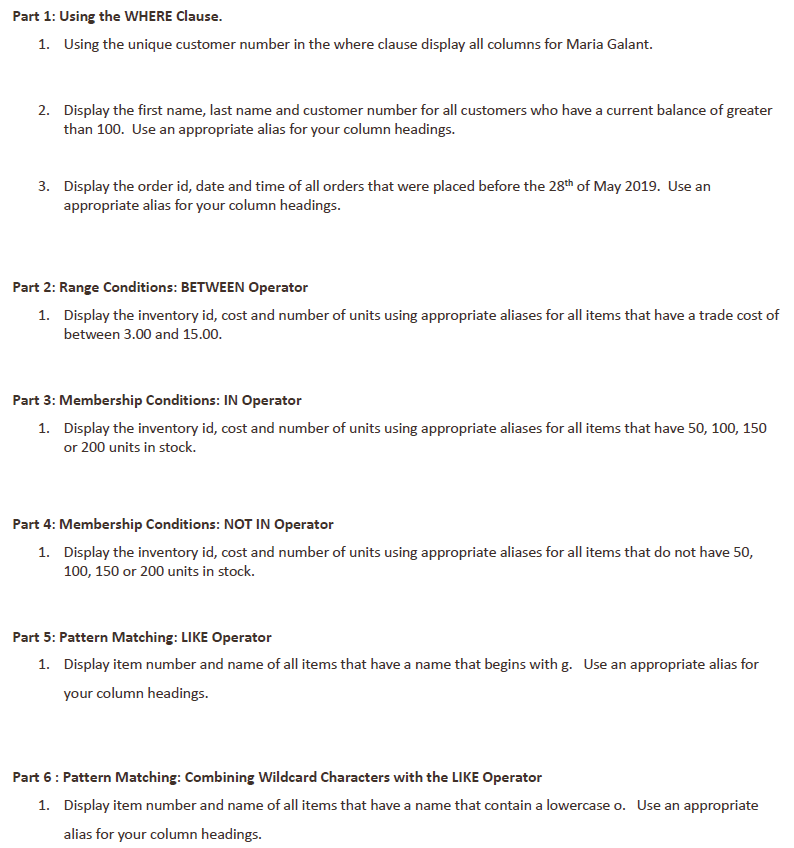 Part 1: Using the WHERE Clause.
1. Using the unique customer number in the where clause display all columns for Maria Galant.
2. Display the first name, last name and customer number for all customers who have a current balance of greater
than 100. Use an appropriate alias for your column headings.
3. Display the order id, date and time of all orders that were placed before the 28th of May 2019. Use an
appropriate alias for your column headings.
Part 2: Range Conditions: BETWEEN Operator
1. Display the inventory id, cost and number of units using appropriate aliases for all items that have a trade cost of
between 3.00 and 15.00.
Part 3: Membership Conditions: IN Operator
1. Display the inventory id, cost and number of units using appropriate aliases for all items that have 50, 100, 150
or 200 units in stock.
Part 4: Membership Conditions: NOT IN Operator
1. Display the inventory id, cost and number of units using appropriate aliases for all items that do not have 50,
100, 150 or 200 units in stock.
Part 5: Pattern Matching: LIKE Operator
1. Display item number and name of all items that have a name that begins with g. Use an appropriate alias for
your column headings.
Part 6 : Pattern Matching: Combining Wildcard Characters with the LIKE Operator
1. Display item number and name of all items that have a name that contain a lowercase o. Use an appropriate
alias for your column headings.